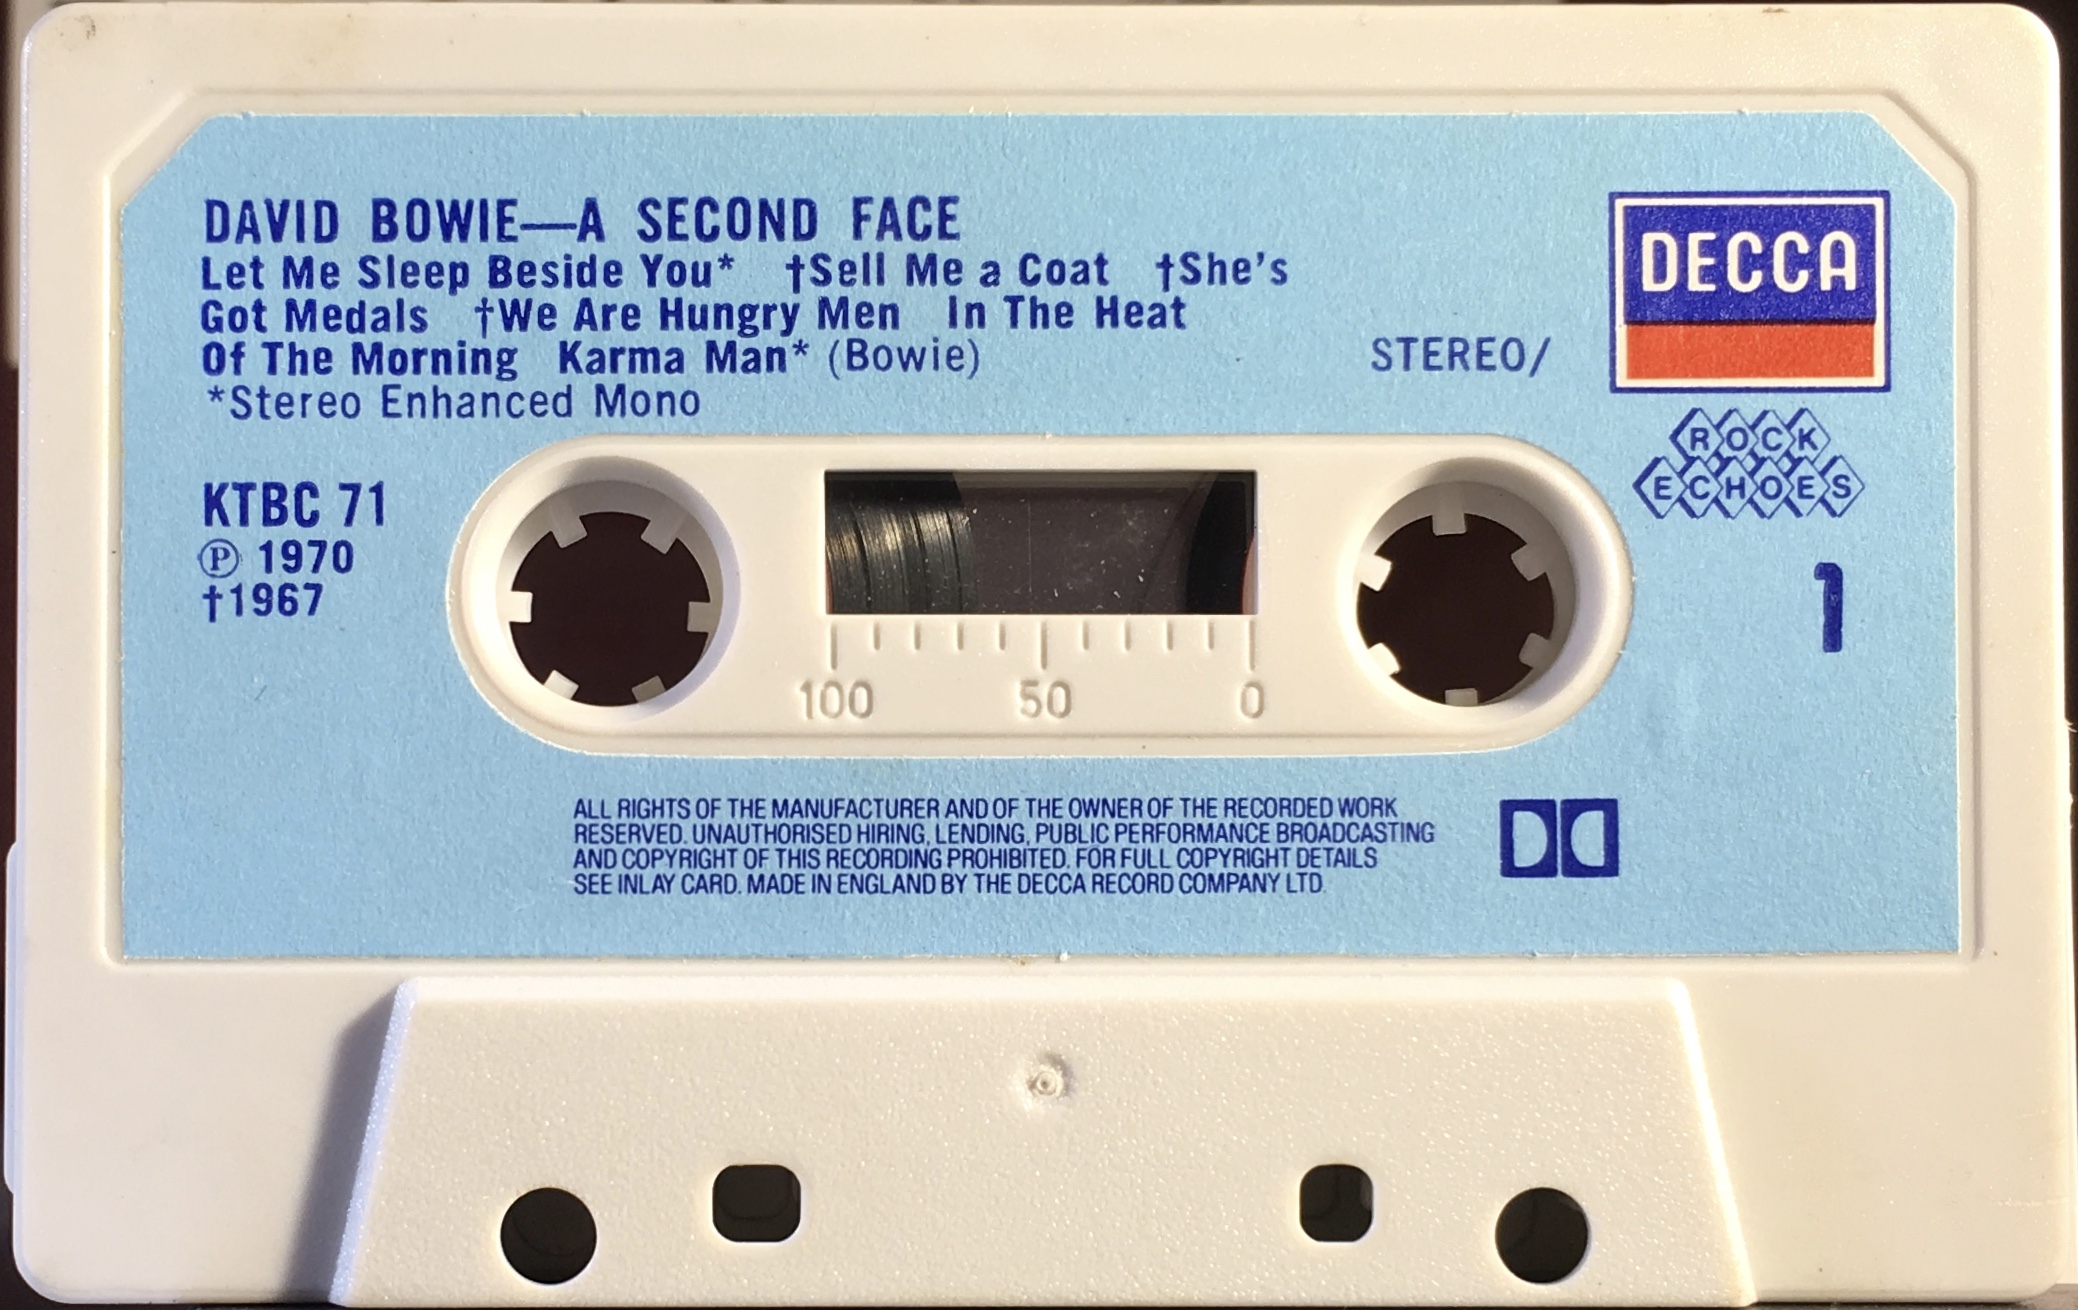 DAVID BOWIE—A SECOND FACE
Let Me Sleep Beside You* †Sell Me a Coat †She's
Got Medals †We Are Hungry Men In The Heat
Of The Morning Karma Man* (Bowie)
*Stereo Enhanced Mono
STEREO/
DECCA
ROCK
ECHOES
KTBC 71
Ⓟ 1970
†1967
1
100 50 0
ALL RIGHTS OF THE MANUFACTURER AND OF THE OWNER OF THE RECORDED WORK
RESERVED. UNAUTHORISED HIRING, LENDING, PUBLIC PERFORMANCE BROADCASTING
AND COPYRIGHT OF THIS RECORDING PROHIBITED. FOR FULL COPYRIGHT DETAILS
SEE INLAY CARD. MADE IN ENGLAND BY THE DECCA RECORD COMPANY LTD.